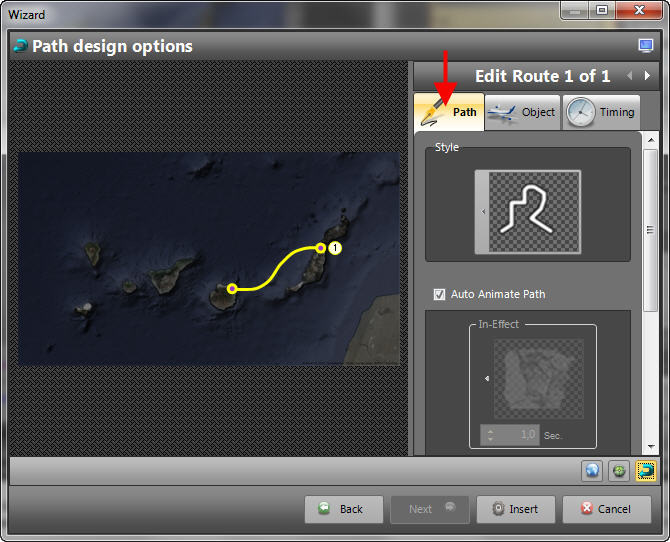 Wizard
Path design options
Edit Route 1 of 1
Path
Object
Timing
Style
1
Auto Animate Path
In-Effect
1,0
Sec.
Back
Next
Insert
Cancel